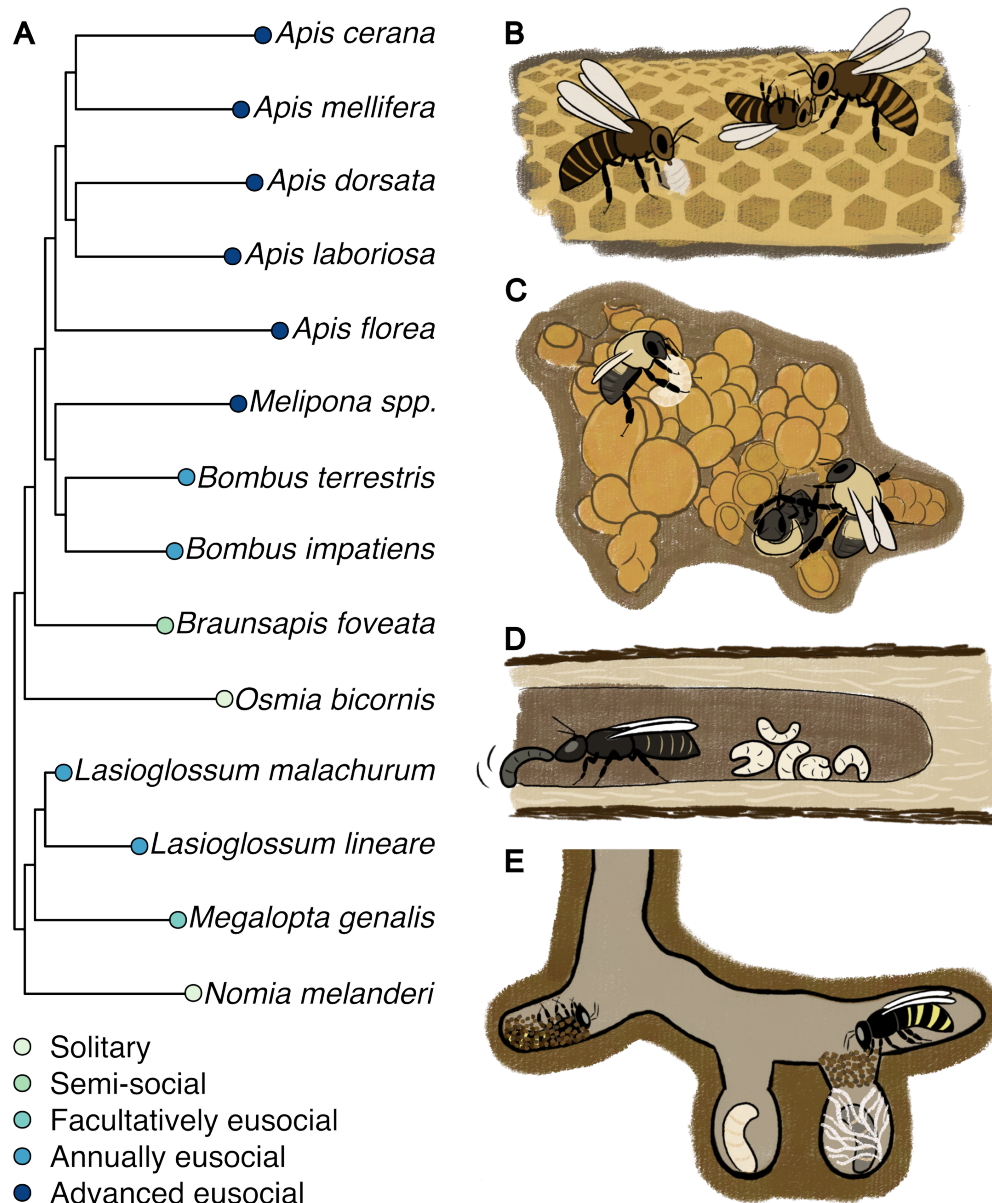 A
Apis cerana
Apis mellifera
Apis dorsata
Apis laboriosa
Apis florea
Melipona spp.
Bombus terrestris
Bombus impatiens
Braunsapis foveata
Osmia bicornis
Lasioglossum malachurum
Lasioglossum lineare
Megalopta genalis
Nomia melanderi
Solitary
Semi-social
Facultatively eusocial
Annually eusocial
Advanced eusocial
B
C
D
E